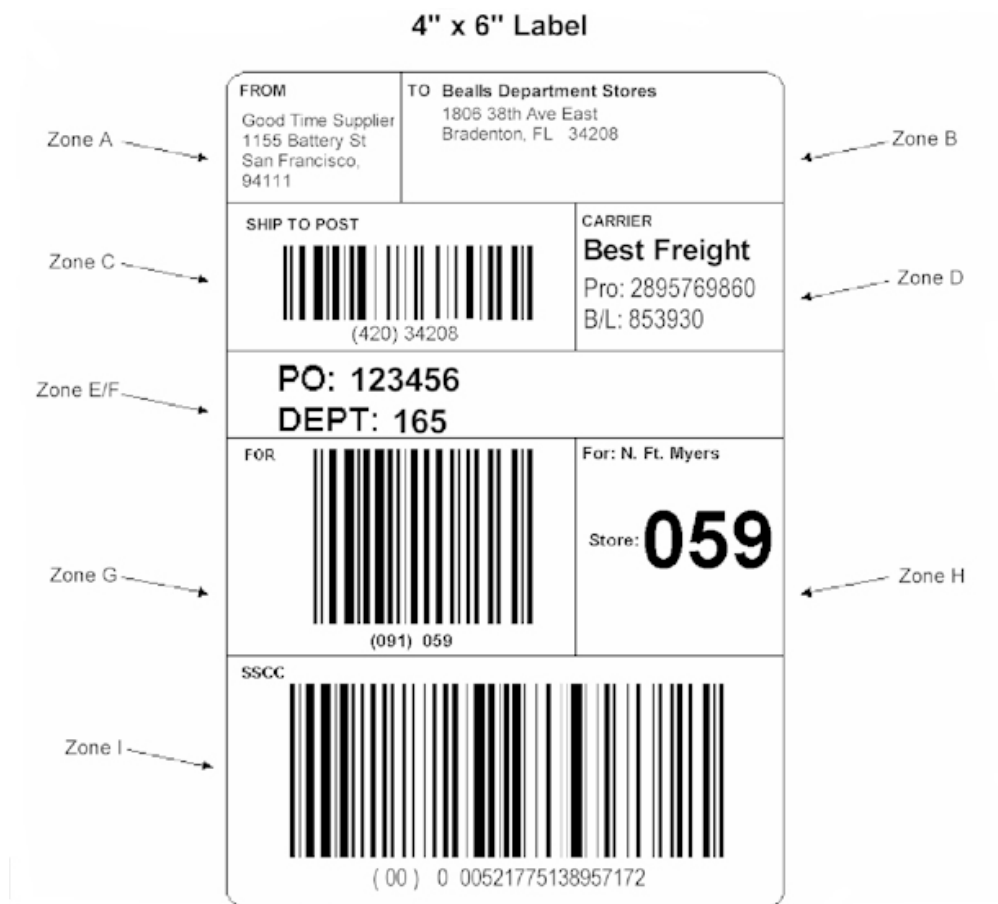 4" x 6" Label
FROM
Good Time Supplier
1155 Battery St
San Francisco,
94111
TO Bealls Department Stores
1806 38th Ave East
Bradenton, FL 34208
Zone A
Zone B
SHIP TO POST
(420) 34208
CARRIER
Best Freight
Pro: 2895769860
B/L: 853930
Zone C
Zone D
PO: 123456
DEPT: 165
Zone E/F
FOR
(091) 059
For: N. Ft. Myers
Store: 059
Zone G
Zone H
SSCC
(00) 0 00521775138957172
Zone I